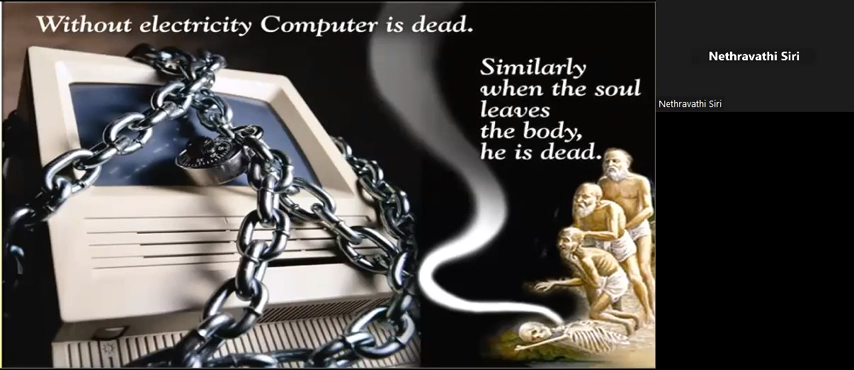 Without electricity Computer is dead.
Similarly
when the soul
leaves
the body,
he is dead.
Nethravathi Siri
Nethravathi Siri